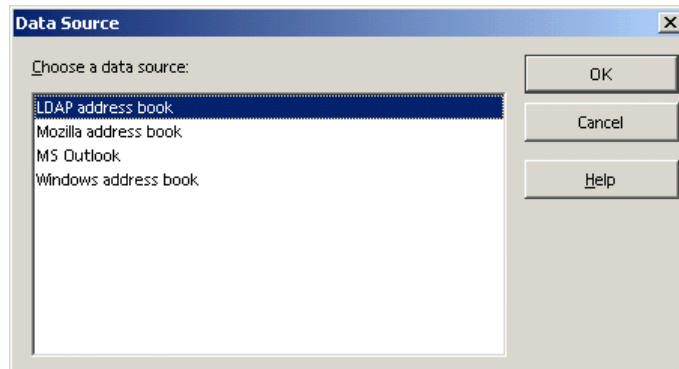 Data Source
Choose a data source:
LDAP address book
Mozilla address book
MS Outlook
Windows address book
OK
Cancel
Help